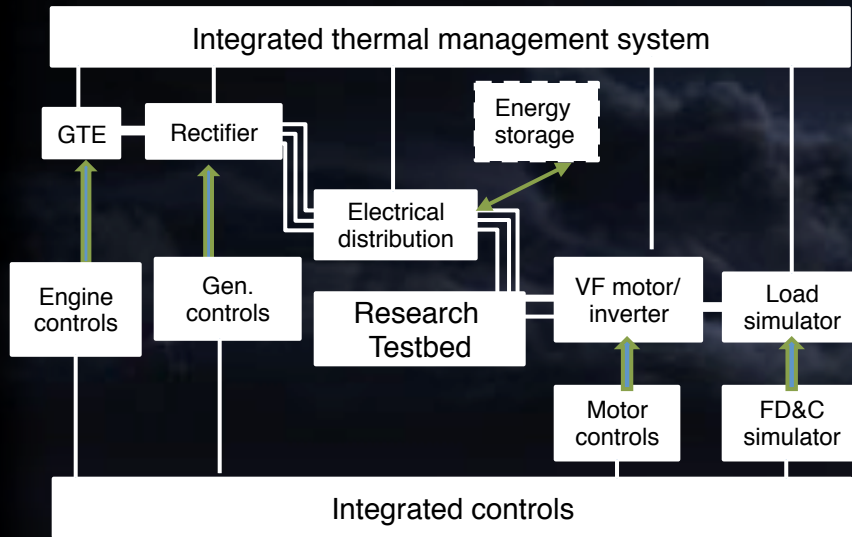 Integrated thermal management system
GTE
Rectifier
Energy
storage
Electrical
distribution
Engine
controls
Gen.
controls
Research
Testbed
VF motor/
inverter
Load
simulator
Motor
controls
FD&C
simulator
Integrated controls